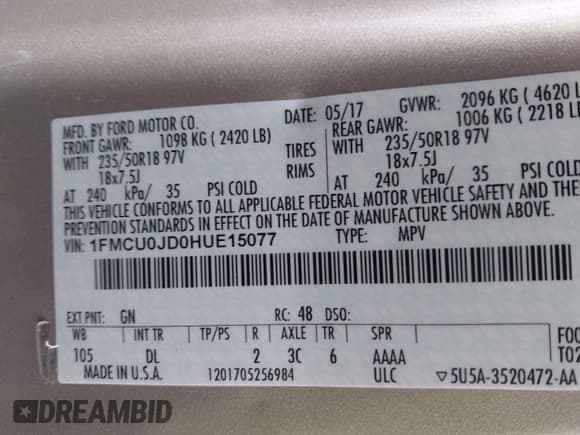 MFD. BY FORD MOTOR CO.
DATE: 05/17 GVWR: 2096 KG ( 4620 L
FRONT GAWR: 1098 KG ( 2420 LB)
REAR GAWR: 1006 KG ( 2218 LB
WITH 235/50R18 97V TIRES WITH 235/50R18 97V
18x7.5J RIMS 18x7.5J
AT 240 kPa/ 35 PSI COLD AT 240 kPa/ 35 PSI COLD
THIS VEHICLE CONFORMS TO ALL APPLICABLE FEDERAL MOTOR VEHICLE SAFETY AND THE
PREVENTION STANDARDS IN EFFECT ON THE DATE OF MANUFACTURE SHOWN ABOVE.
VIN: 1FMCU0JD0HUE15077 TYPE: MPV
EXT PNT: GN RC: 48 DSO:
WB INT TR TP/PS R AXLE TR SPR
105 DL 2 3C 6 AAAA
FOC
T02
MADE IN U.S.A. 1201705256984 ULC ▽5U5A-3520472-AA
DREAMBID